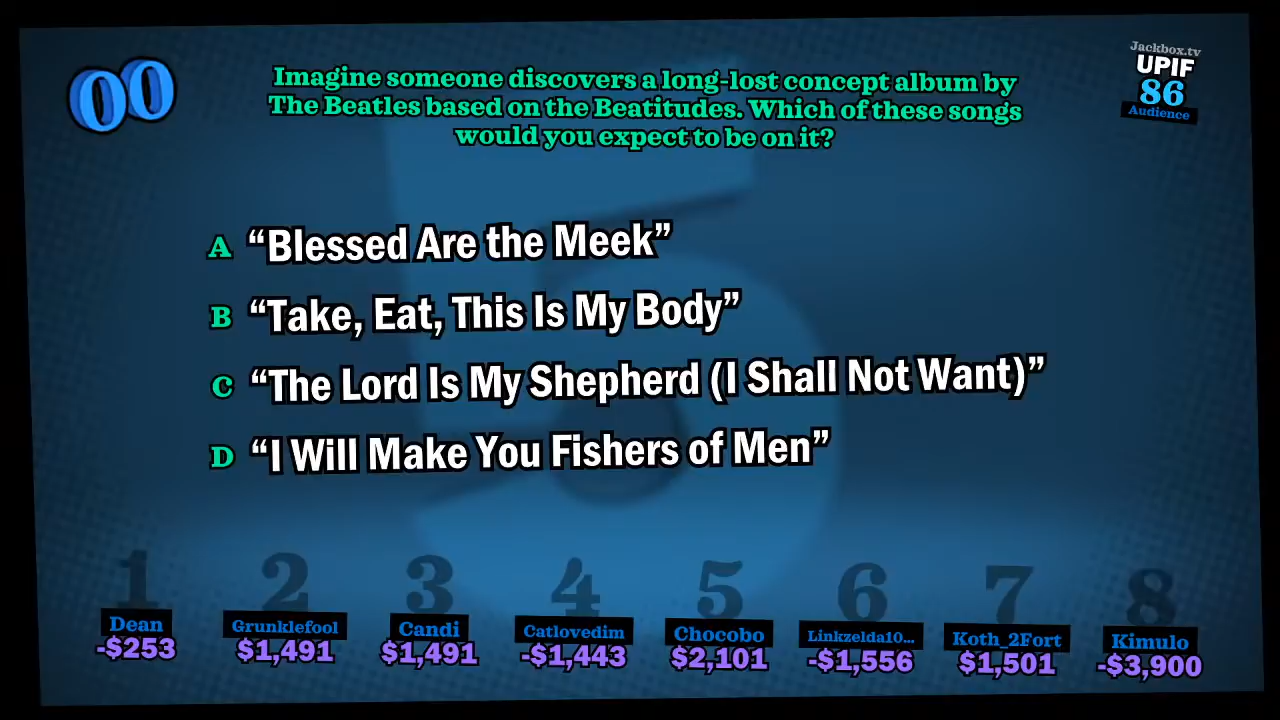 00
Imagine someone discovers a long-lost concept album by
The Beatles based on the Beatitudes. Which of these songs
would you expect to be on it?
Jackbox.tv
UPIF
86
Audience
A "Blessed Are the Meek"
B "Take, Eat, This Is My Body"
C "The Lord Is My Shepherd (I Shall Not Want)"
D "I Will Make You Fishers of Men"
5
1 2 3 4 5 6 7 8
Dean Grunklefool Candi Catlovedim Chocobo Linkzelda10... Koth_2Fort Kimulo
-$253 $1,491 $1,491 -$1,443 $2,101 -$1,556 $1,501 -$3,900